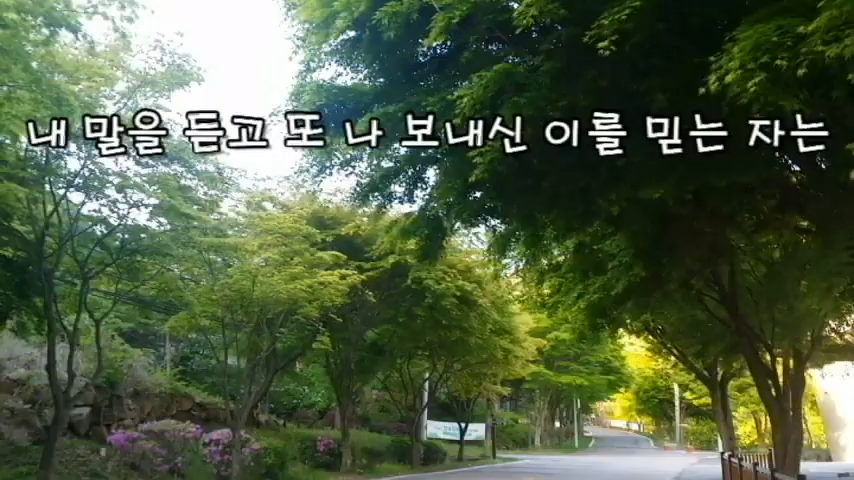 내 말을 듣고 또 나 보내신 이를 믿는 자는